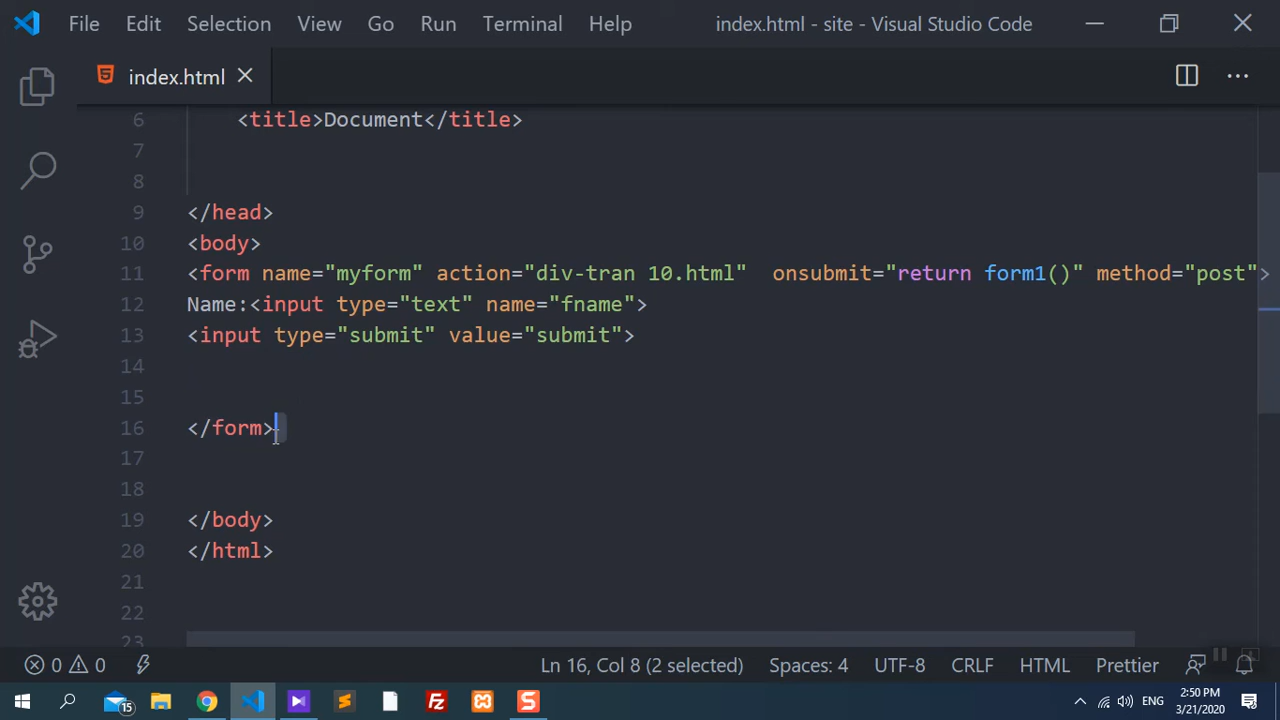 File Edit Selection View Go Run Terminal Help index.html - site - Visual Studio Code
index.html
6 <title>Document</title>
7
8
9 </head>
10 <body>
11 <form name="myform" action="div-tran 10.html"  onsubmit="return form1()" method="post">
12 Name:<input type="text" name="fname">
13 <input type="submit" value="submit">
14
15
16 </form>
17
18
19 </body>
20 </html>
21
22
23
0 0 Ln 16, Col 8 (2 selected) Spaces: 4 UTF-8 CRLF HTML Prettier
15 ENG 2:50 PM
3/21/2020